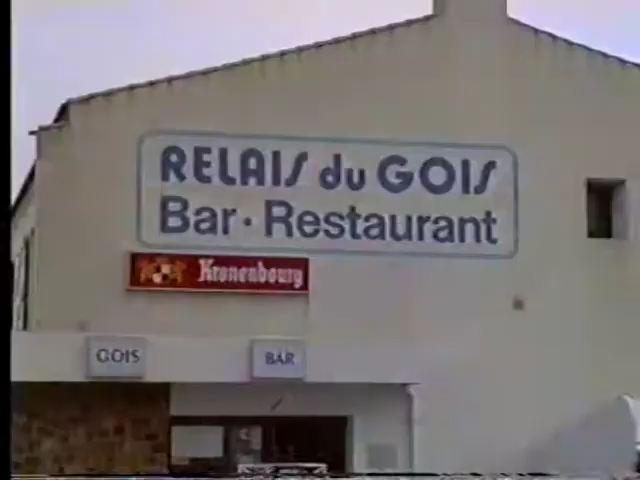 RELAIS du GOIS
Bar · Restaurant
Kronenbourg
GOIS
BAR